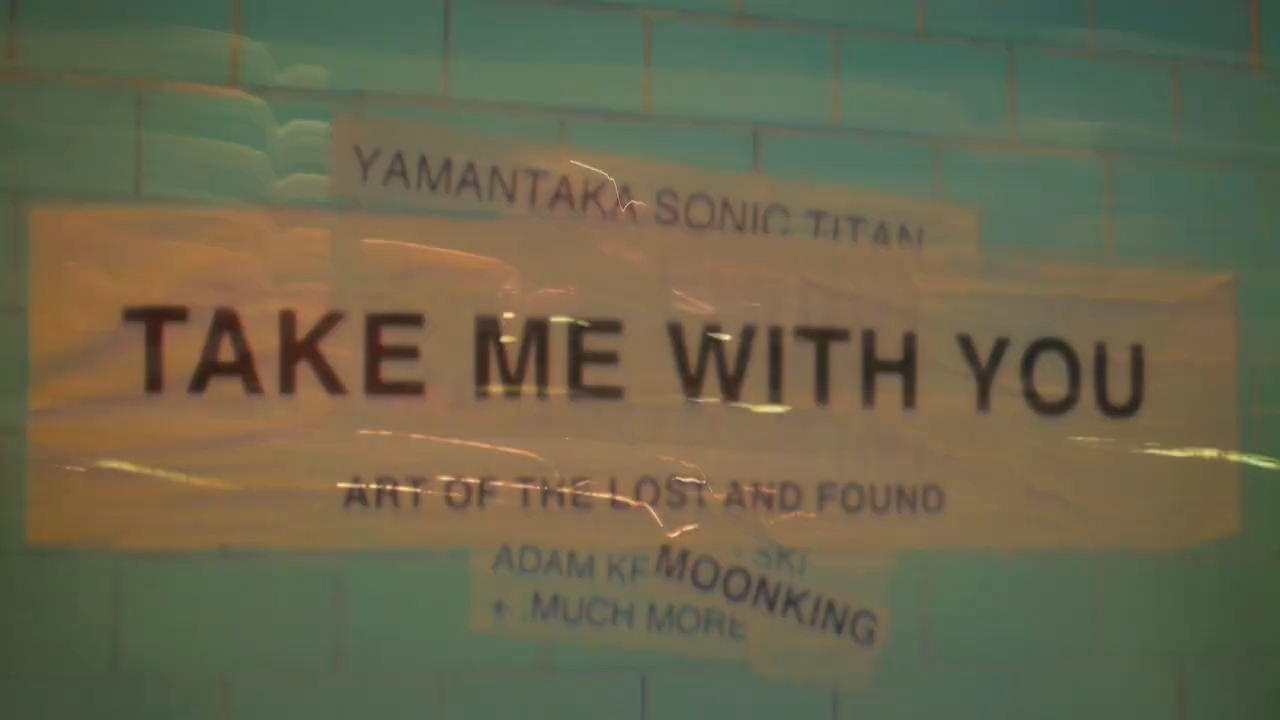 YAMANTAKA SONIC TITAN
TAKE ME WITH YOU
ART OF THE LOST AND FOUND
ADAM
MOONKING
+ MUCH MORE